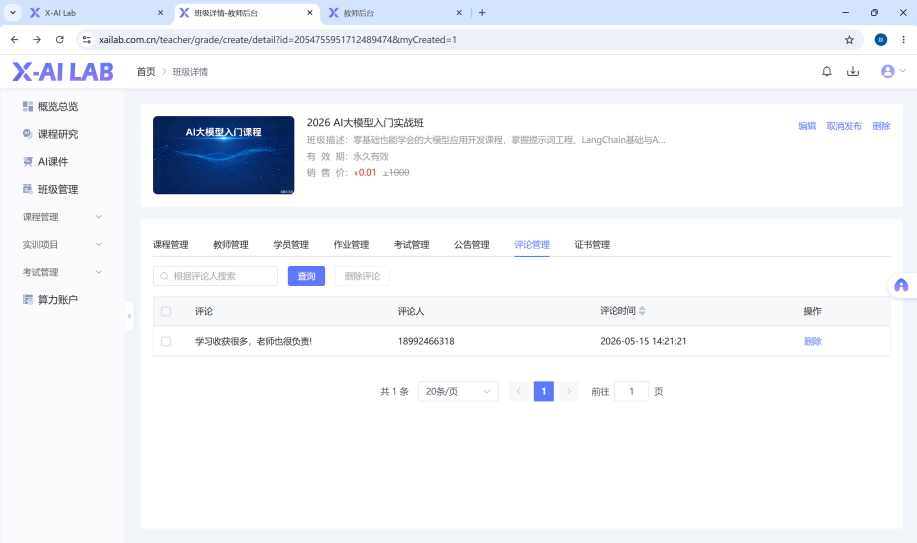 X-AI Lab
班级详情-教师后台
教师后台
xailab.com.cn/teacher/grade/create/detail?id=2054755951712489474&myCreated=1
X-AI LAB
首页 > 班级详情
概览总览
课程研究
AI课件
班级管理
课程管理
实训项目
考试管理
算力账户
AI大模型入门课程
2026 AI大模型入门实战班
编辑 取消发布 删除
班级描述：零基础也能学会的大模型应用开发课程，掌握提示词工程、LangChain基础与A...
有 效 期：永久有效
销 售 价：¥0.01 ¥1000
课程管理 教师管理 学员管理 作业管理 考试管理 公告管理 评论管理 证书管理
根据评论人搜索 查询 删除评论
评论 评论人 评论时间 操作
学习收获很多，老师也很负责! 18992466318 2026-05-15 14:21:21 删除
共 1 条 20条/页 1 前往 1 页